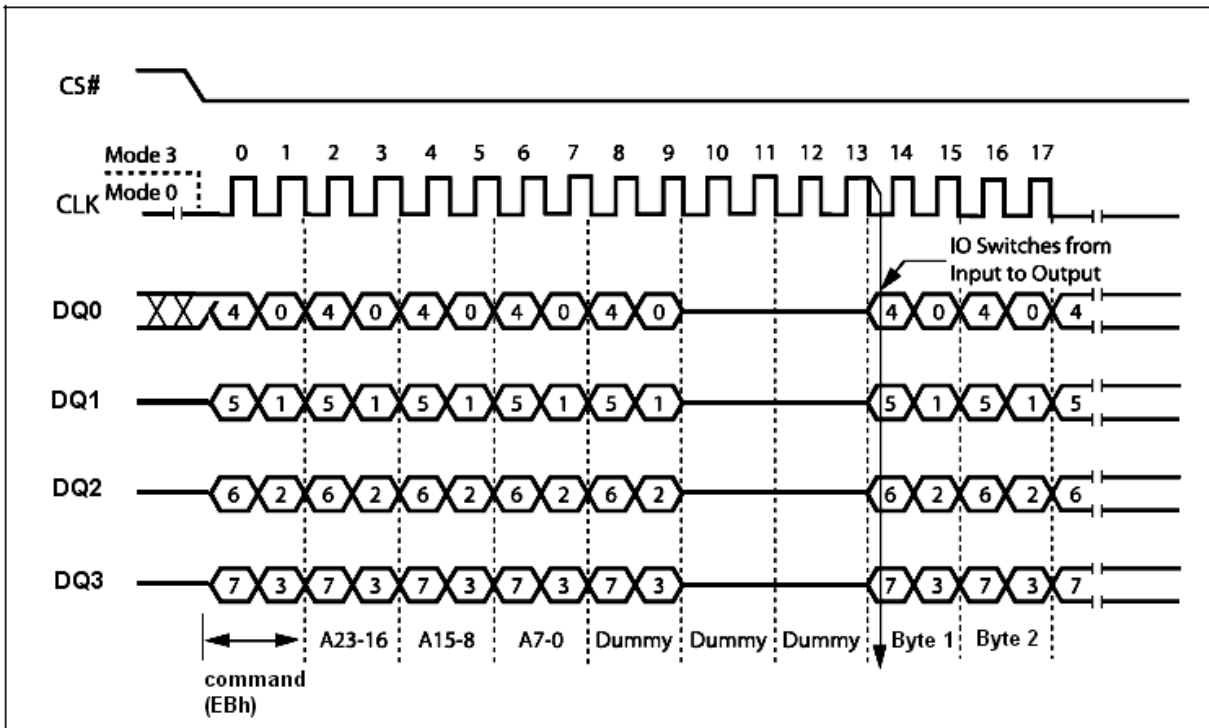 CS#
Mode 3 0 1 2 3 4 5 6 7 8 9 10 11 12 13 14 15 16 17
Mode 0
CLK
IO Switches from
Input to Output
DQ0 4 0 4 0 4 0 4 0 4 0 4 0 4 0 4
DQ1 5 1 5 1 5 1 5 1 5 1 5 1 5 1 5
DQ2 6 2 6 2 6 2 6 2 6 2 6 2 6 2 6
DQ3 7 3 7 3 7 3 7 3 7 3 7 3 7 3 7
A23-16 A15-8 A7-0 Dummy Dummy Dummy Byte 1 Byte 2
command
(EBh)